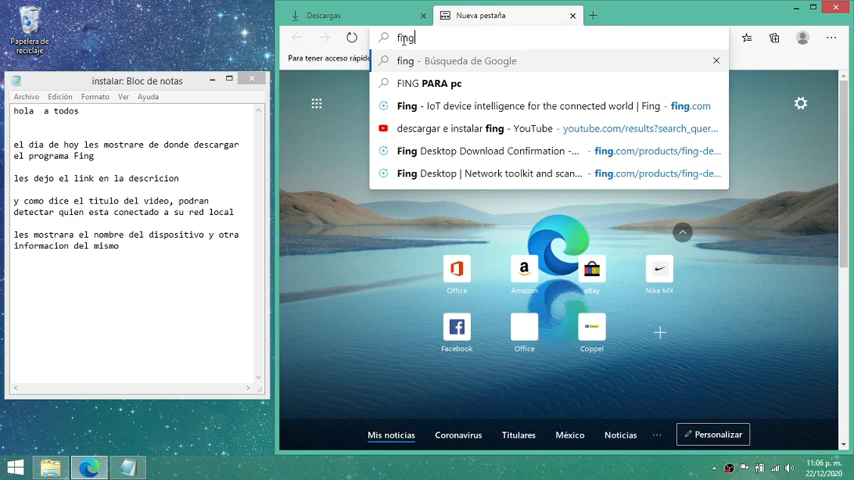 Papelera de
reciclaje
instalar: Bloc de notas
Archivo Edición Formato Ver Ayuda
hola  a todos
el dia de hoy les mostrare de donde descargar
el programa Fing
les dejo el link en la descricion
y como dice el titulo del video, podran
detectar quien esta conectado a su red local
les mostrara el nombre del dispositivo y otra
informacion del mismo
Descargas
Nueva pestaña
fing
Para tener acceso rápido
fing - Búsqueda de Google
FING PARA pc
Fing - IoT device intelligence for the connected world | Fing - fing.com
descargar e instalar fing - YouTube - youtube.com/results?search_quer...
Fing Desktop Download Confirmation -... - fing.com/products/fing-de...
Fing Desktop | Network toolkit and scan... - fing.com/products/fing-de...
Office
Amazon
eBay
Nike MX
Facebook
Office
Coppel
Mis noticias Coronavirus Titulares México Noticias ... Personalizar
11:06 p. m.
22/12/2020